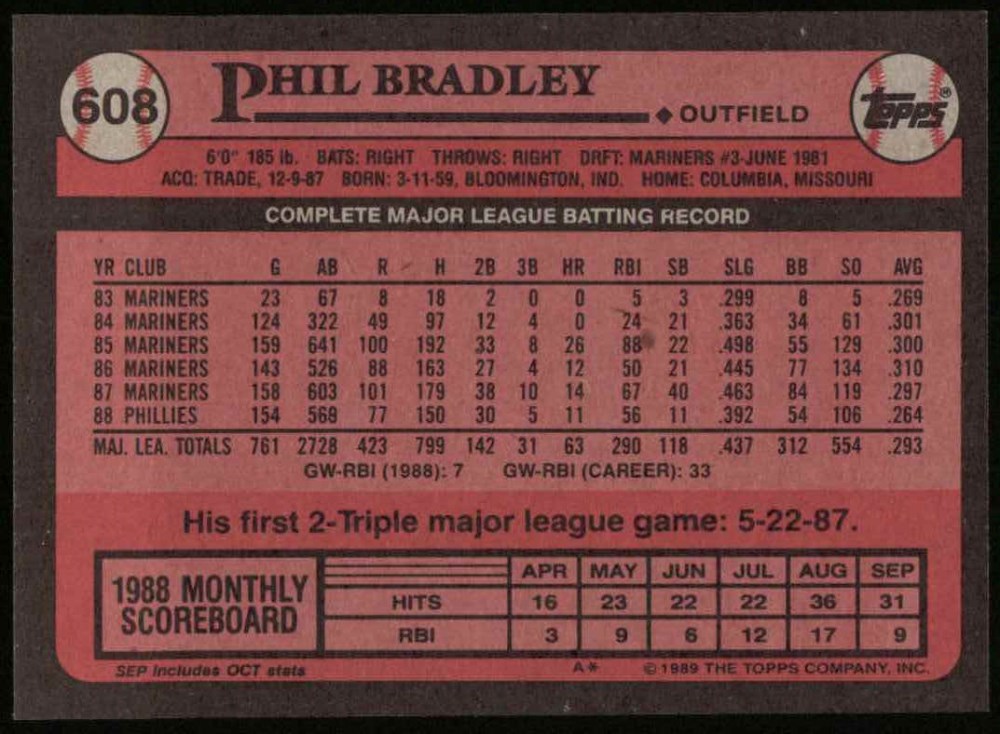 608
PHIL BRADLEY
OUTFIELD
TOPPS®
6'0" 185 lb. BATS: RIGHT THROWS: RIGHT DRFT: MARINERS #3-JUNE 1981
ACQ: TRADE, 12-9-87 BORN: 3-11-59, BLOOMINGTON, IND. HOME: COLUMBIA, MISSOURI
COMPLETE MAJOR LEAGUE BATTING RECORD
YR CLUB G AB R H 2B 3B HR RBI SB SLG BB SO AVG
83 MARINERS 23 67 8 18 2 0 0 5 3 .299 8 5 .269
84 MARINERS 124 322 49 97 12 4 0 24 21 .363 34 61 .301
85 MARINERS 159 641 100 192 33 8 26 88 22 .498 55 129 .300
86 MARINERS 143 526 88 163 27 4 12 50 21 .445 77 134 .310
87 MARINERS 158 603 101 179 38 10 14 67 40 .463 84 119 .297
88 PHILLIES 154 569 77 150 30 5 11 56 11 .392 54 106 .264
MAJ. LEA. TOTALS 761 2728 423 799 142 31 63 290 118 .437 312 554 .293
GW-RBI (1988): 7 GW-RBI (CAREER): 33
His first 2-Triple major league game: 5-22-87.
1988 MONTHLY
SCOREBOARD
APR MAY JUN JUL AUG SEP
HITS 16 23 22 22 36 31
RBI 3 9 6 12 17 9
SEP Includes OCT stats
A* © 1989 THE TOPPS COMPANY, INC.